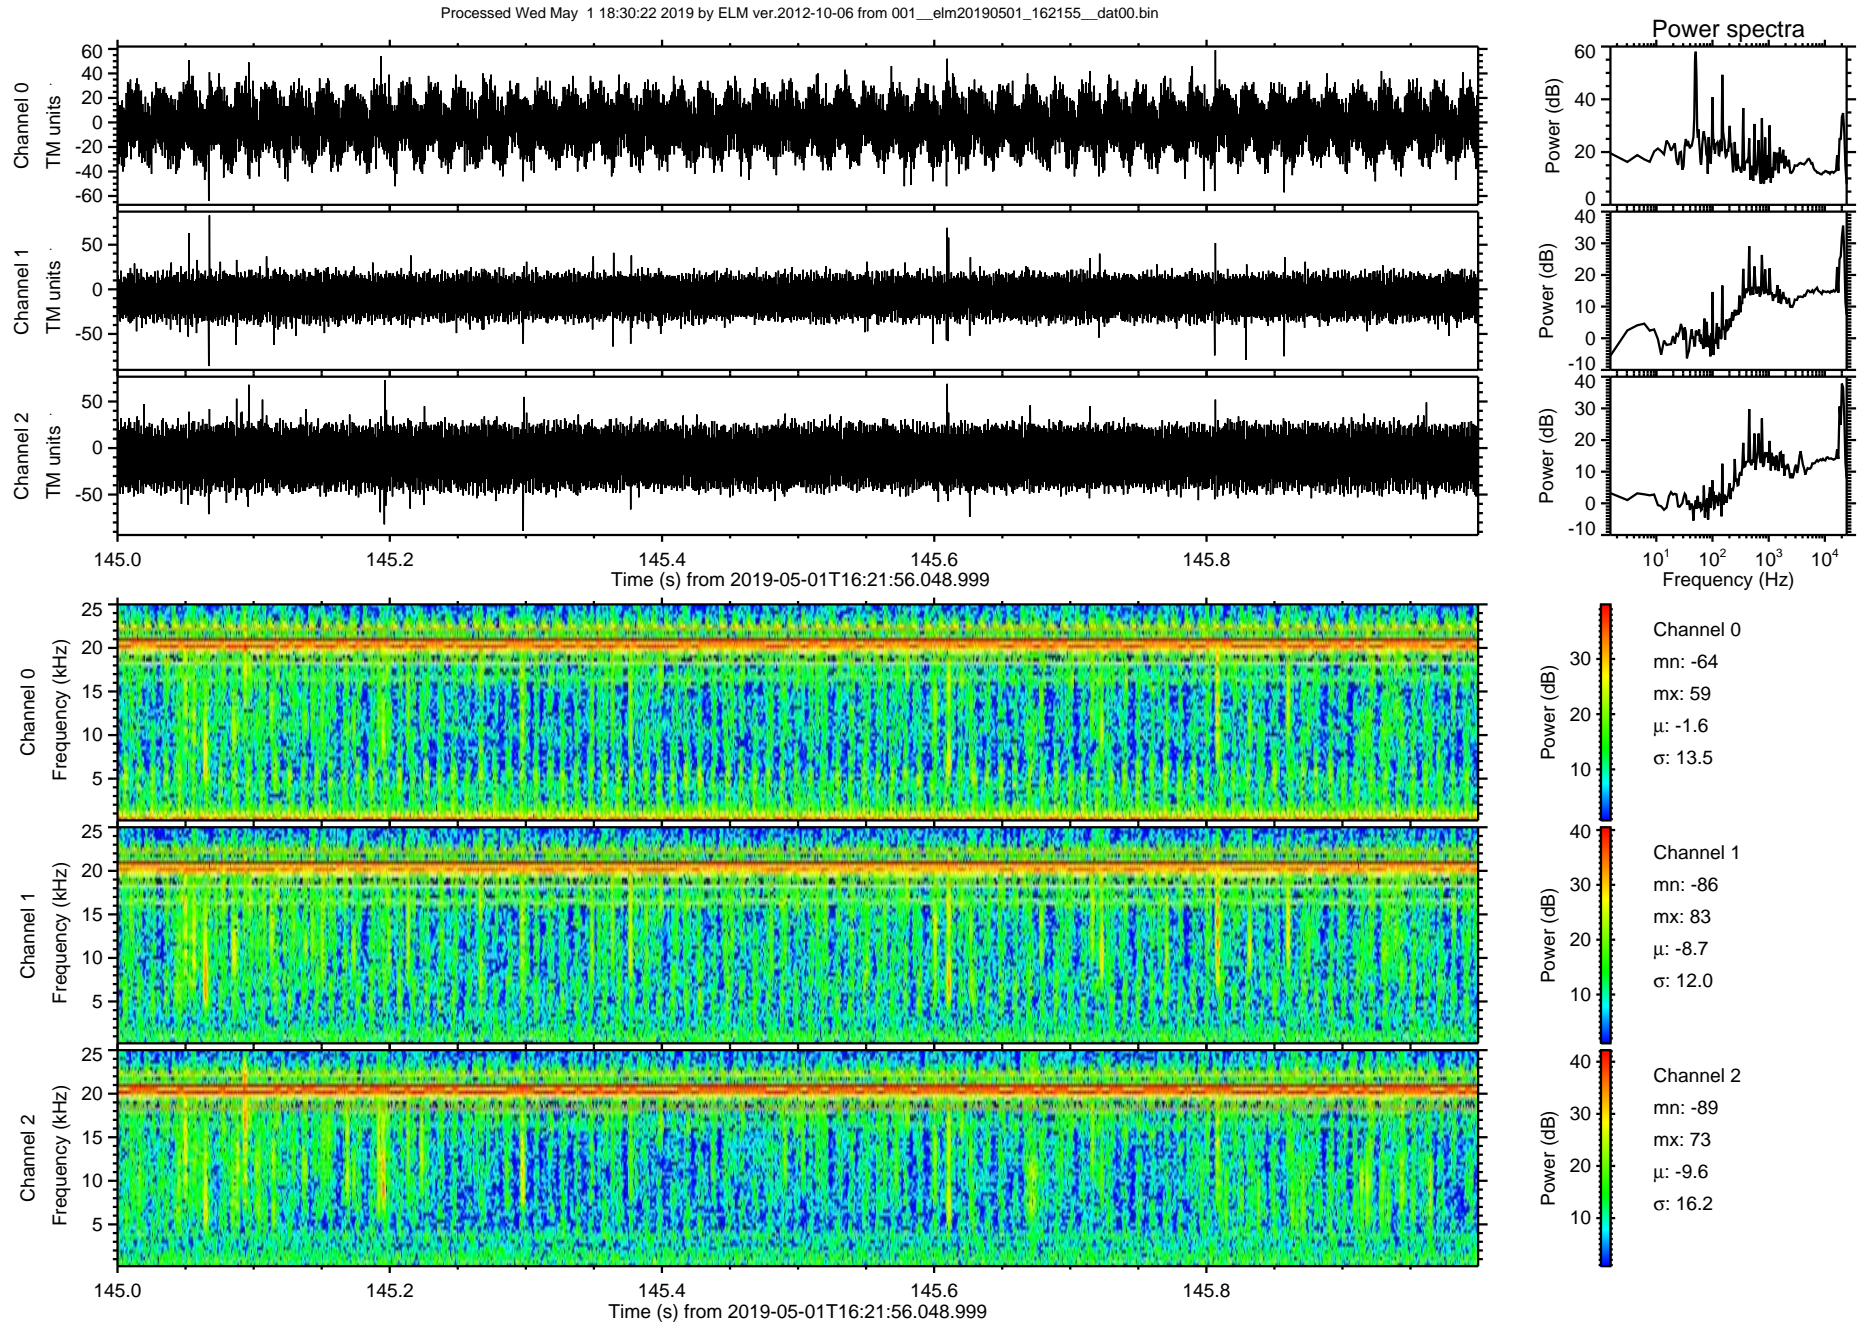 Processed Wed May  1 18:30:22 2019 by ELM ver.2012-10-06 from 001__elm20190501_162155__dat00.bin
Power spectra
Channel 0
TM units
60
40
20
0
-20
-40
-60
Power (dB)
60
40
20
0
Channel 1
TM units
50
0
-50
Power (dB)
40
30
20
10
0
-10
Channel 2
TM units
50
0
-50
Power (dB)
40
30
20
10
0
-10
145.0 145.2 145.4 145.6 145.8
Time (s) from 2019-05-01T16:21:56.048.999
10^1 10^2 10^3 10^4
Frequency (Hz)
Channel 0
Frequency (kHz)
25
20
15
10
5
Power (dB)
30
20
10
Channel 0
mn: -64
mx: 59
μ: -1.6
σ: 13.5
Channel 1
Frequency (kHz)
25
20
15
10
5
Power (dB)
40
30
20
10
Channel 1
mn: -86
mx: 83
μ: -8.7
σ: 12.0
Channel 2
Frequency (kHz)
25
20
15
10
5
Power (dB)
40
30
20
10
Channel 2
mn: -89
mx: 73
μ: -9.6
σ: 16.2
145.0 145.2 145.4 145.6 145.8
Time (s) from 2019-05-01T16:21:56.048.999